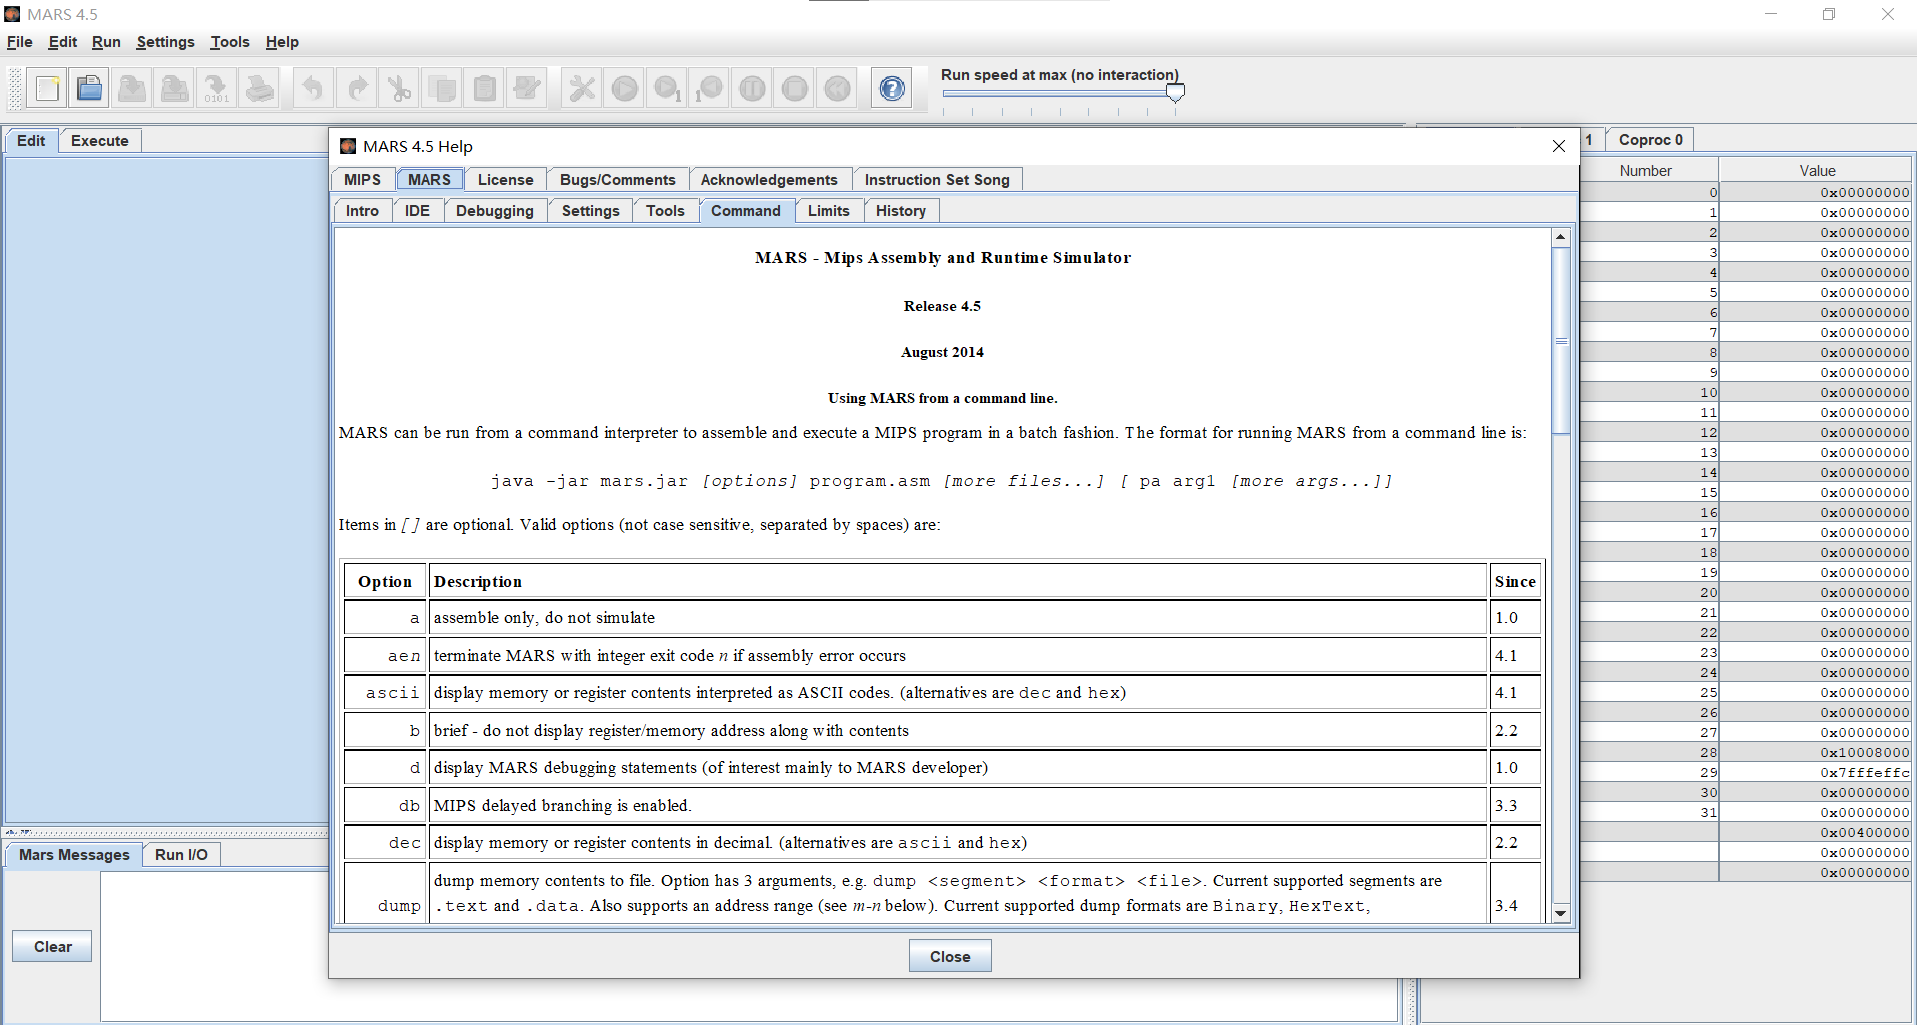 MARS 4.5
File Edit Run Settings Tools Help
Run speed at max (no interaction)
Edit Execute
MARS 4.5 Help
1 Coproc 0
MIPS MARS License Bugs/Comments Acknowledgements Instruction Set Song
Intro IDE Debugging Settings Tools Command Limits History
MARS - Mips Assembly and Runtime Simulator
Release 4.5
August 2014
Using MARS from a command line.
MARS can be run from a command interpreter to assemble and execute a MIPS program in a batch fashion. The format for running MARS from a command line is:
java -jar mars.jar [options] program.asm [more files...] [ pa arg1 [more args...]]
Items in [ ] are optional. Valid options (not case sensitive, separated by spaces) are:
Option Description Since
a assemble only, do not simulate 1.0
aen terminate MARS with integer exit code n if assembly error occurs 4.1
ascii display memory or register contents interpreted as ASCII codes. (alternatives are dec and hex) 4.1
b brief - do not display register/memory address along with contents 2.2
d display MARS debugging statements (of interest mainly to MARS developer) 1.0
db MIPS delayed branching is enabled. 3.3
dec display memory or register contents in decimal. (alternatives are ascii and hex) 2.2
dump memory contents to file. Option has 3 arguments, e.g. dump <segment> <format> <file>. Current supported segments are
dump .text and .data. Also supports an address range (see m-n below). Current supported dump formats are Binary, HexText, 3.4
Close
Number Value
0 0x00000000
1 0x00000000
2 0x00000000
3 0x00000000
4 0x00000000
5 0x00000000
6 0x00000000
7 0x00000000
8 0x00000000
9 0x00000000
10 0x00000000
11 0x00000000
12 0x00000000
13 0x00000000
14 0x00000000
15 0x00000000
16 0x00000000
17 0x00000000
18 0x00000000
19 0x00000000
20 0x00000000
21 0x00000000
22 0x00000000
23 0x00000000
24 0x00000000
25 0x00000000
26 0x00000000
27 0x00000000
28 0x10008000
29 0x7fffeffc
30 0x00000000
31 0x00000000
0x00400000
0x00000000
0x00000000
Mars Messages Run I/O
Clear